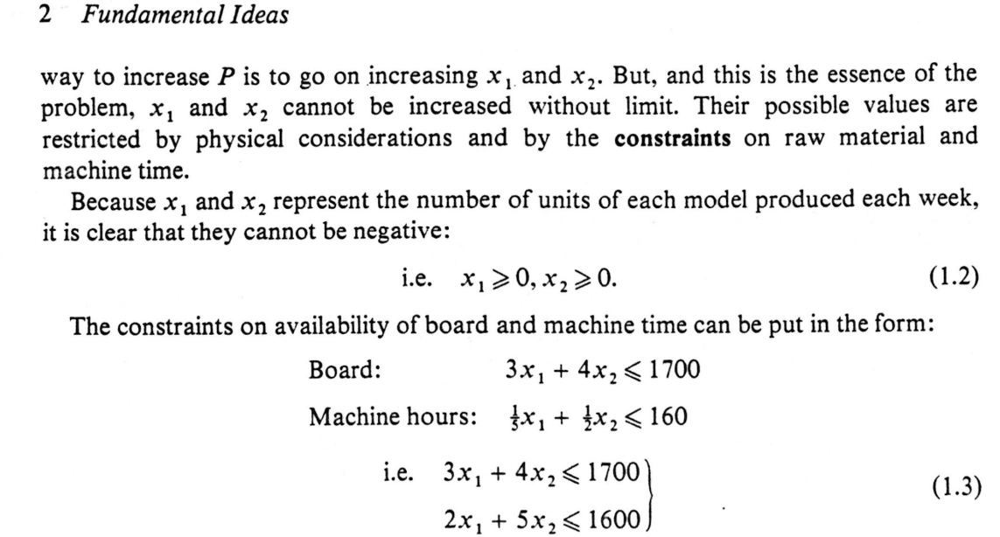 2 Fundamental Ideas
way to increase P is to go on increasing x₁ and x₂. But, and this is the essence of the
problem, x₁ and x₂ cannot be increased without limit. Their possible values are
restricted by physical considerations and by the constraints on raw material and
machine time.
Because x₁ and x₂ represent the number of units of each model produced each week,
it is clear that they cannot be negative:
i.e. x₁ ⩾ 0, x₂ ⩾ 0. (1.2)
The constraints on availability of board and machine time can be put in the form:
Board: 3x₁ + 4x₂ ⩽ 1700
Machine hours: ⅕x₁ + ½x₂ ⩽ 160
i.e. 3x₁ + 4x₂ ⩽ 1700
2x₁ + 5x₂ ⩽ 1600 (1.3)